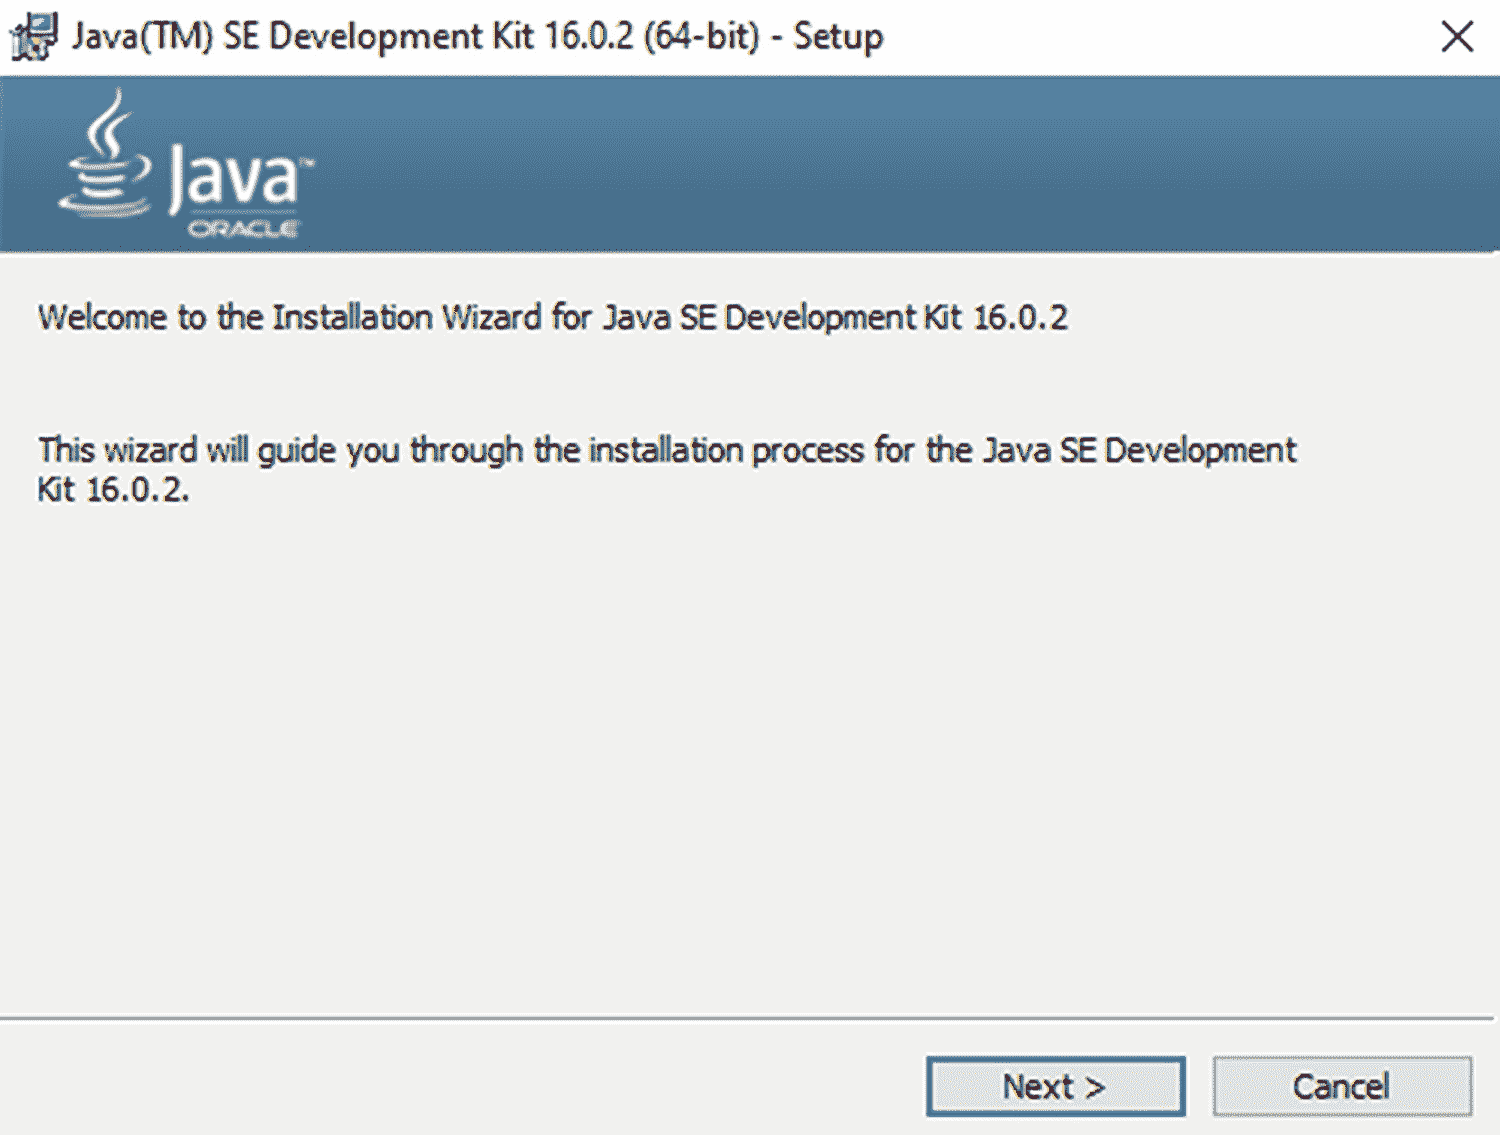 Java(TM) SE Development Kit 16.0.2 (64-bit) - Setup
Java™
ORACLE
Welcome to the Installation Wizard for Java SE Development Kit 16.0.2
This wizard will guide you through the installation process for the Java SE Development
Kit 16.0.2.
Next >
Cancel